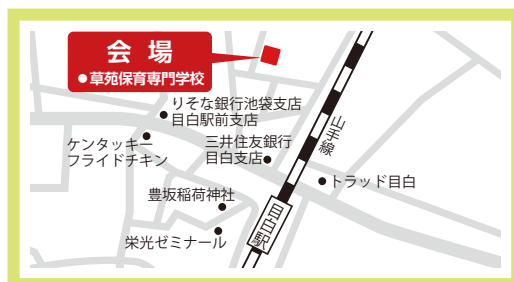 会場
●草苑保育専門学校
りそな銀行池袋支店
目白駅前支店
ケンタッキー
フライドチキン
三井住友銀行
目白支店
山手線
トラッド目白
豊坂稲荷神社
目白駅
栄光ゼミナール